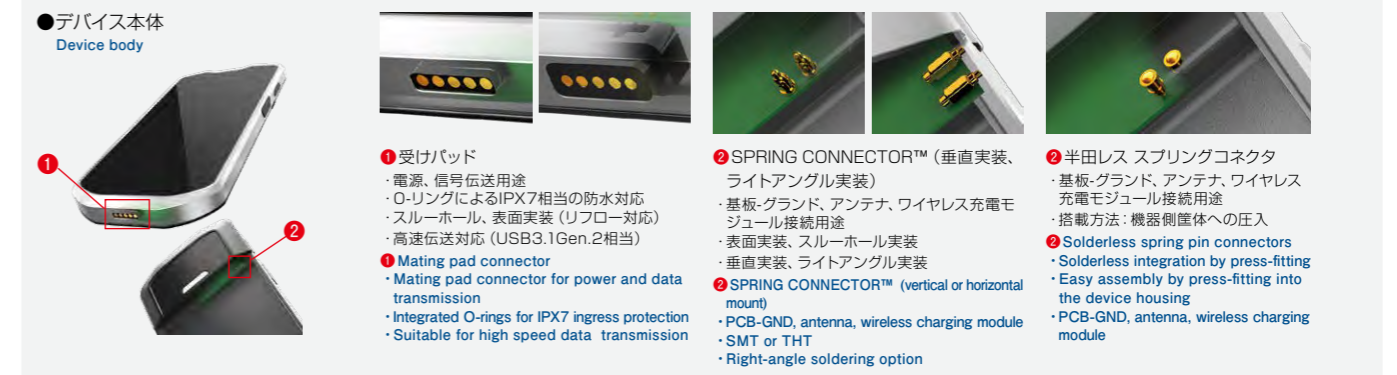 ●デバイス本体
Device body
1
2
❶受けパッド
・電源、信号伝送用途
・O-リングによるIPX7相当の防水対応
・スルーホール、表面実装（リフロー対応）
・高速伝送対応（USB3.1Gen.2相当）
❶Mating pad connector
・Mating pad connector for power and data
transmission
・Integrated O-rings for IPX7 ingress protection
・Suitable for high speed data transmission
❷SPRING CONNECTOR™（垂直実装、
ライトアングル実装）
・基板-グランド、アンテナ、ワイヤレス充電モ
ジュール接続用途
・表面実装、スルーホール実装
・垂直実装、ライトアングル実装
❷SPRING CONNECTOR™ (vertical or horizontal
mount)
・PCB-GND, antenna, wireless charging module
・SMT or THT
・Right-angle soldering option
❷半田レス スプリングコネクタ
・基板-グランド、アンテナ、ワイヤレス
充電モジュール接続用途
・搭載方法：機器側筐体への圧入
❷Solderless spring pin connectors
・Solderless integration by press-fitting
・Easy assembly by press-fitting into
the device housing
・PCB-GND, antenna, wireless charging
module